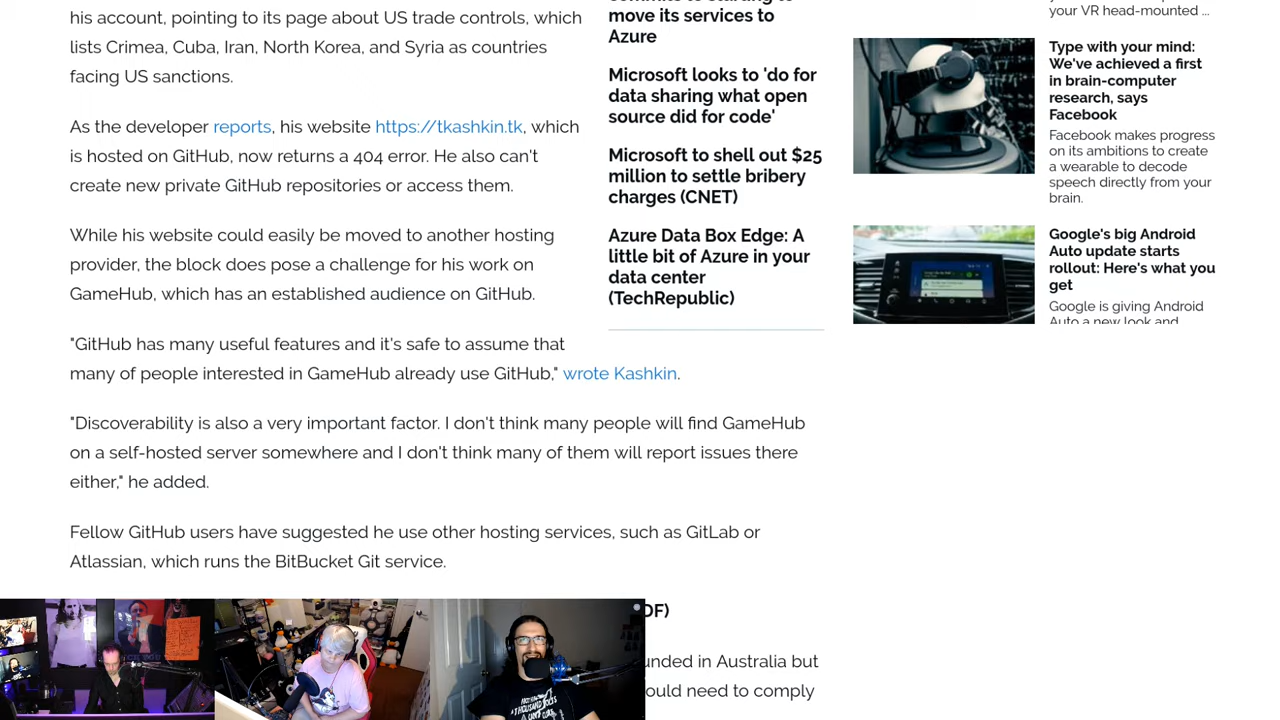 his account, pointing to its page about US trade controls, which
lists Crimea, Cuba, Iran, North Korea, and Syria as countries
facing US sanctions.
As the developer reports, his website https://tkashkin.tk, which
is hosted on GitHub, now returns a 404 error. He also can't
create new private GitHub repositories or access them.
While his website could easily be moved to another hosting
provider, the block does pose a challenge for his work on
GameHub, which has an established audience on GitHub.
"GitHub has many useful features and it's safe to assume that
many of people interested in GameHub already use GitHub," wrote Kashkin.
"Discoverability is also a very important factor. I don't think many people will find GameHub
on a self-hosted server somewhere and I don't think many of them will report issues there
either," he added.
Fellow GitHub users have suggested he use other hosting services, such as GitLab or
Atlassian, which runs the BitBucket Git service.
DF)
unded in Australia but
ould need to comply
move its services to
Azure
Microsoft looks to 'do for
data sharing what open
source did for code'
Microsoft to shell out $25
million to settle bribery
charges (CNET)
Azure Data Box Edge: A
little bit of Azure in your
data center
(TechRepublic)
your VR head-mounted ...
Type with your mind:
We've achieved a first
in brain-computer
research, says
Facebook
Facebook makes progress
on its ambitions to create
a wearable to decode
speech directly from your
brain.
Google's big Android
Auto update starts
rollout: Here's what you
get
Google is giving Android
Auto a new look and